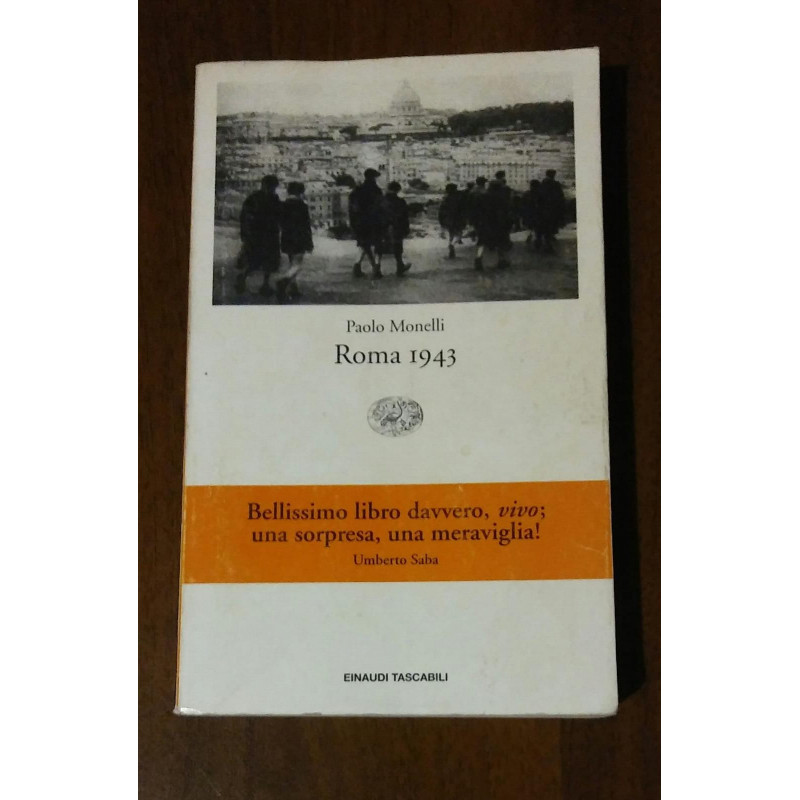 Paolo Monelli
Roma 1943
Bellissimo libro davvero, vivo;
una sorpresa, una meraviglia!
Umberto Saba
EINAUDI TASCABILI